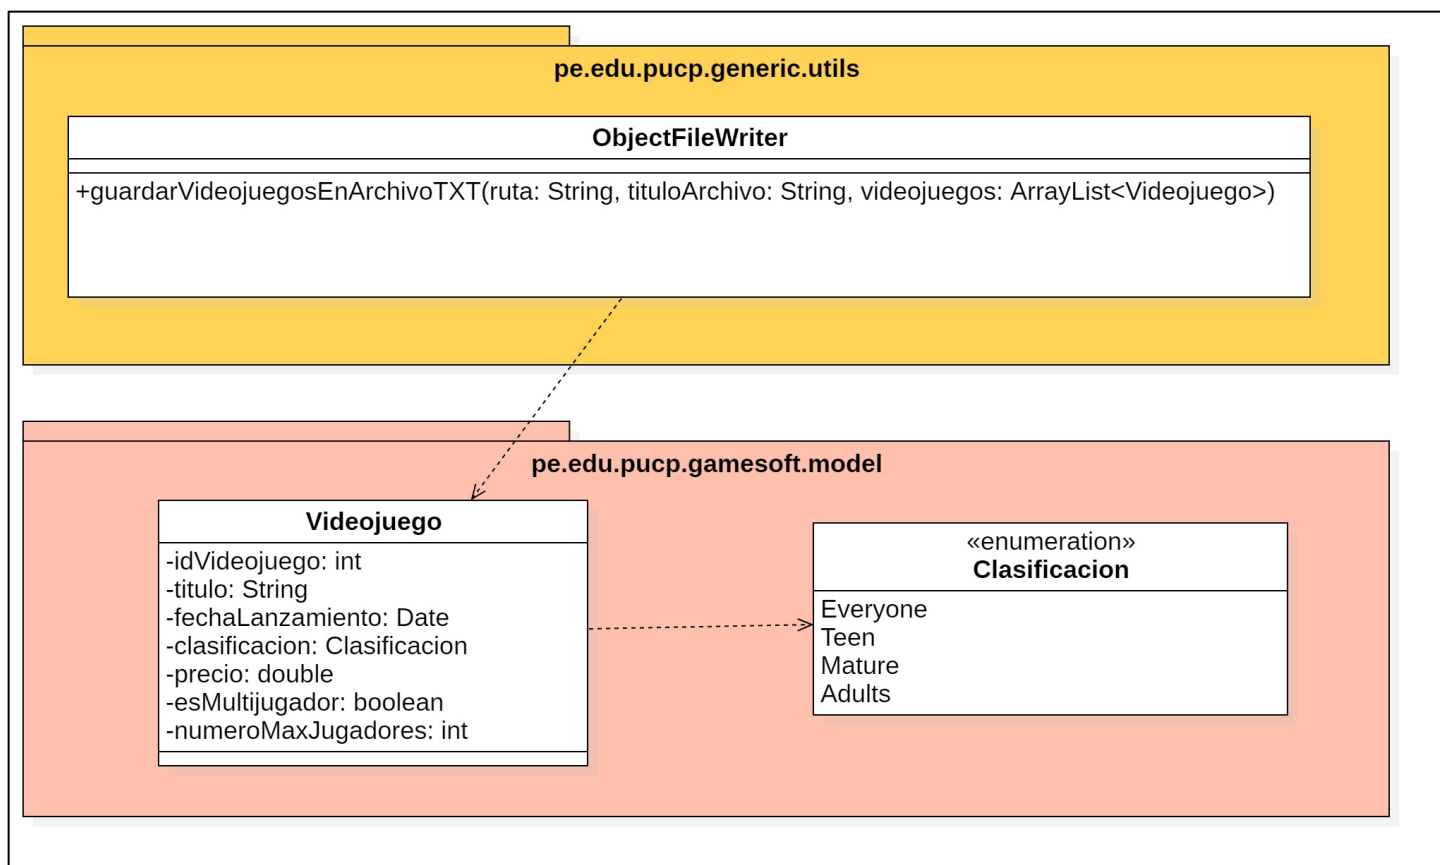 pe.edu.pucp.generic.utils
ObjectFileWriter
+guardarVideojuegosEnArchivoTXT(ruta: String, tituloArchivo: String, videojuegos: ArrayList<Videojuego>)
pe.edu.pucp.gamesoft.model
Videojuego
-idVideojuego: int
-titulo: String
-fechaLanzamiento: Date
-clasificacion: Clasificacion
-precio: double
-esMultijugador: boolean
-numeroMaxJugadores: int
«enumeration»
Clasificacion
Everyone
Teen
Mature
Adults